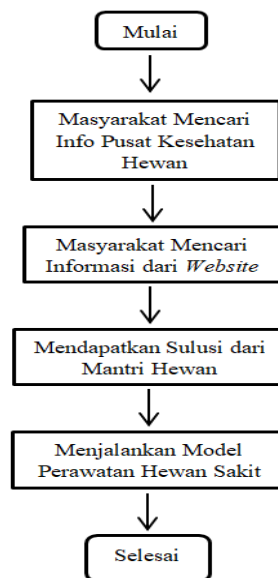 Mulai
Masyarakat Mencari
Info Pusat Kesehatan
Hewan
Masyarakat Mencari
Informasi dari Website
Mendapatkan Sulusi dari
Mantri Hewan
Menjalankan Model
Perawatan Hewan Sakit
Selesai